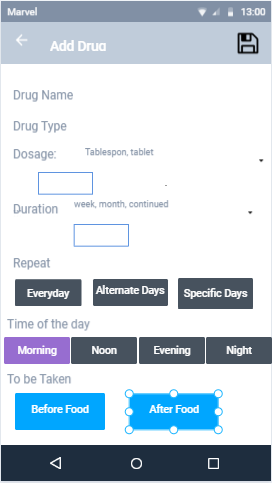 Marvel 13:00
Add Drug
Drug Name
Drug Type
Dosage: Tablespon, tablet
Duration week, month, continued
Repeat
Everyday Alternate Days Specific Days
Time of the day
Morning Noon Evening Night
To be Taken
Before Food After Food